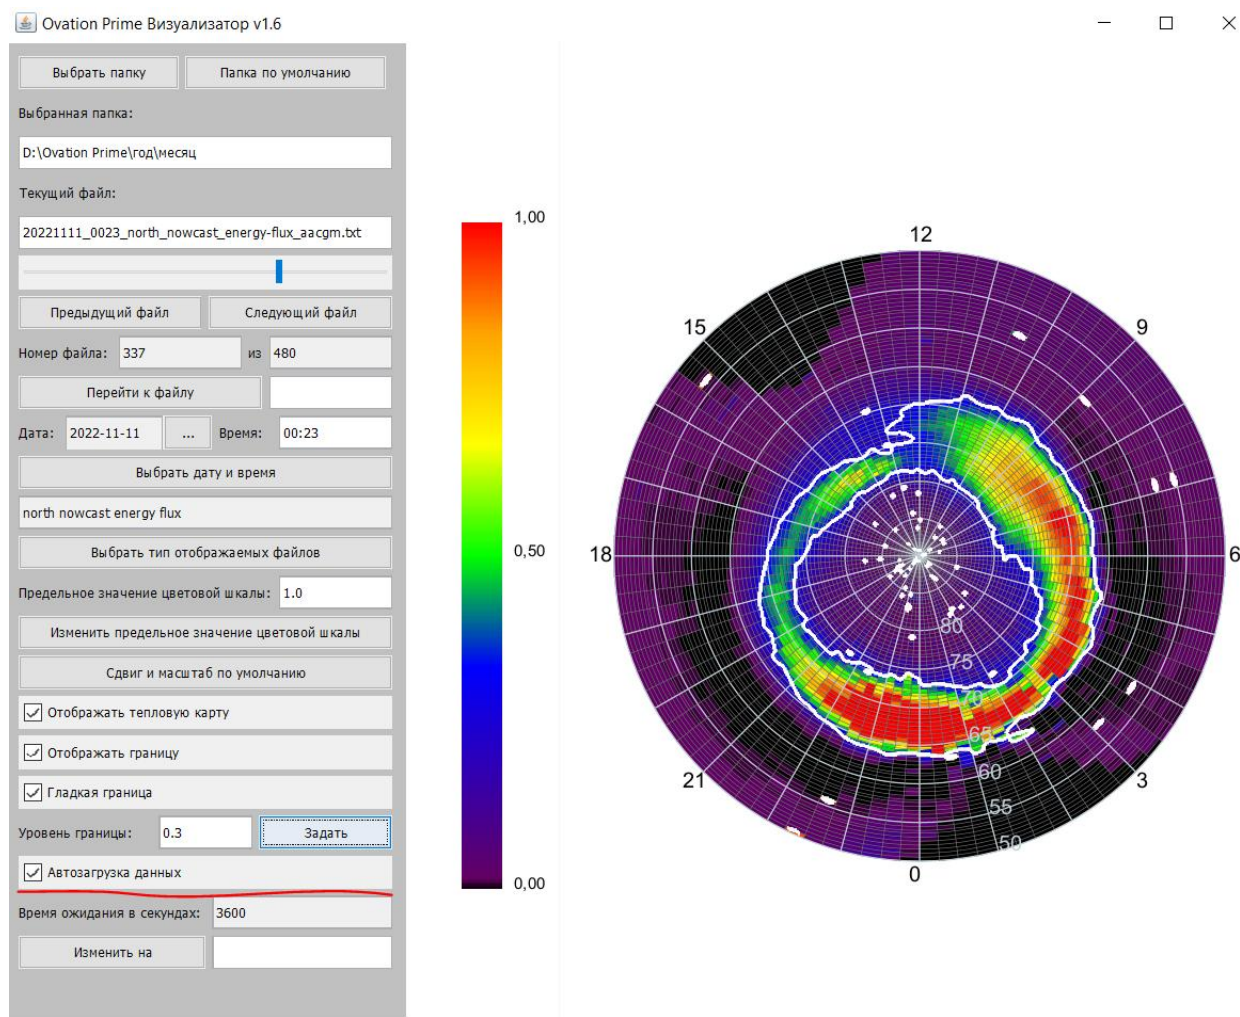 Ovation Prime Визуализатор v1.6
Выбрать папку Папка по умолчанию
Выбранная папка:
D:\Ovation Prime\год\месяц
Текущий файл:
20221111_0023_north_nowcast_energy-flux_aacgm.txt
Предыдущий файл Следующий файл
Номер файла: 337 из 480
Перейти к файлу
Дата: 2022-11-11 ... Время: 00:23
Выбрать дату и время
north nowcast energy flux
Выбрать тип отображаемых файлов
Предельное значение цветовой шкалы: 1.0
Изменить предельное значение цветовой шкалы
Сдвиг и масштаб по умолчанию
Отображать тепловую карту
Отображать границу
Гладкая граница
Уровень границы: 0.3 Задать
Автозагрузка данных
Время ожидания в секундах: 3600
Изменить на
1,00
0,50
0,00
12
15
9
18
6
80
75
70
65
60
55
50
21
3
0